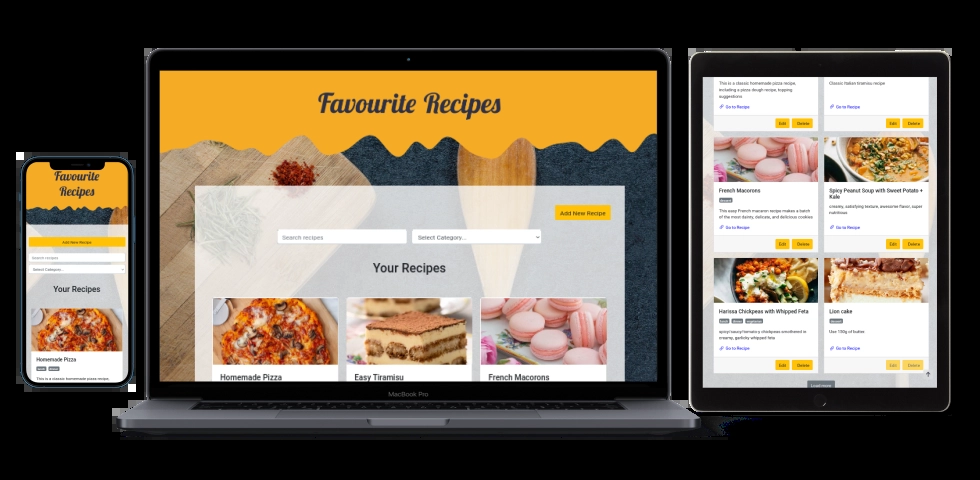 Favourite
Recipes
Add New Recipe
Search recipes
Select Category...
Your Recipes
Homemade Pizza
This is a classic homemade pizza recipe,
Favourite Recipes
Add New Recipe
Search recipes
Select Category...
Your Recipes
Homemade Pizza
Easy Tiramisu
French Macarons
MacBook Pro
This is a classic homemade pizza recipe,
including a pizza dough recipe, topping
suggestions
Go to Recipe
Edit
Delete
Classic Italian tiramisu recipe
Go to Recipe
Edit
Delete
French Macarons
dessert
This easy French macaron recipe makes a batch
of the most dainty, delicate, and delicious cookies
Go to Recipe
Edit
Delete
Spicy Peanut Soup with Sweet Potato +
Kale
creamy, satisfying texture, awesome flavor, super
nutritious
Go to Recipe
Edit
Delete
Harissa Chickpeas with Whipped Feta
spicy/saucy tomato-y chickpeas smothered in
creamy, garlicky whipped feta
Go to Recipe
Edit
Delete
Lion cake
dessert
Use 190g of butter
Go to Recipe
Edit
Delete
Load more